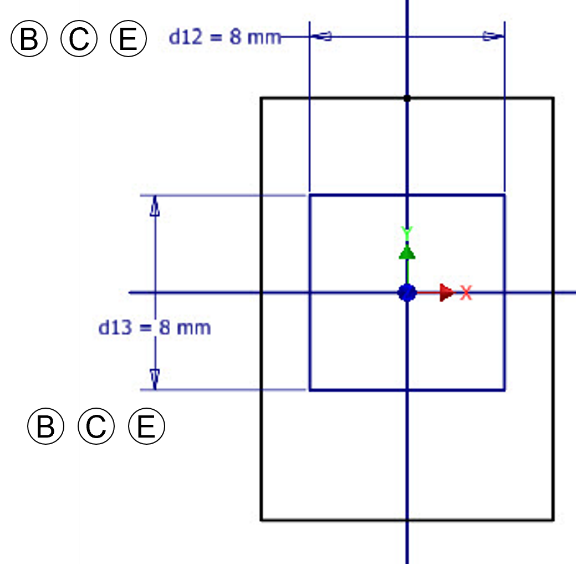 Ⓑ Ⓒ Ⓔ d12 = 8 mm
Y
X
d13 = 8 mm
Ⓑ Ⓒ Ⓔ